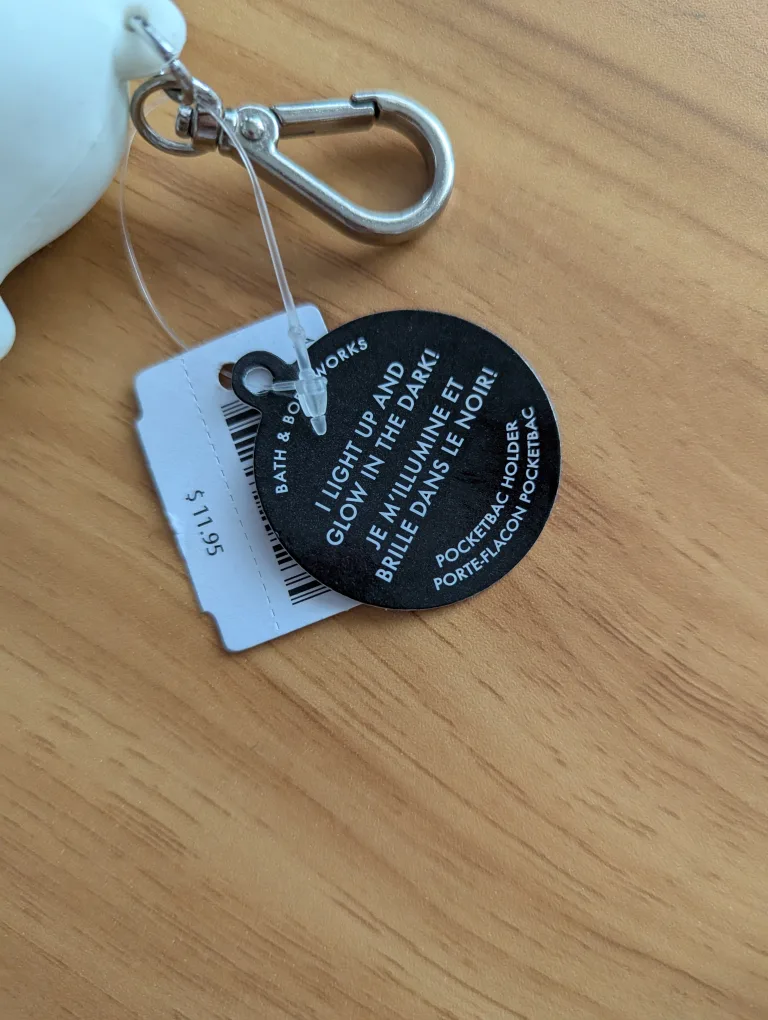 BATH & BO WORKS
I LIGHT UP AND
GLOW IN THE DARK!
JE M'ILLUMINE ET
BRILLE DANS LE NOIR!
POCKETBAC HOLDER
PORTE-FLACON POCKETBAC
$11.95